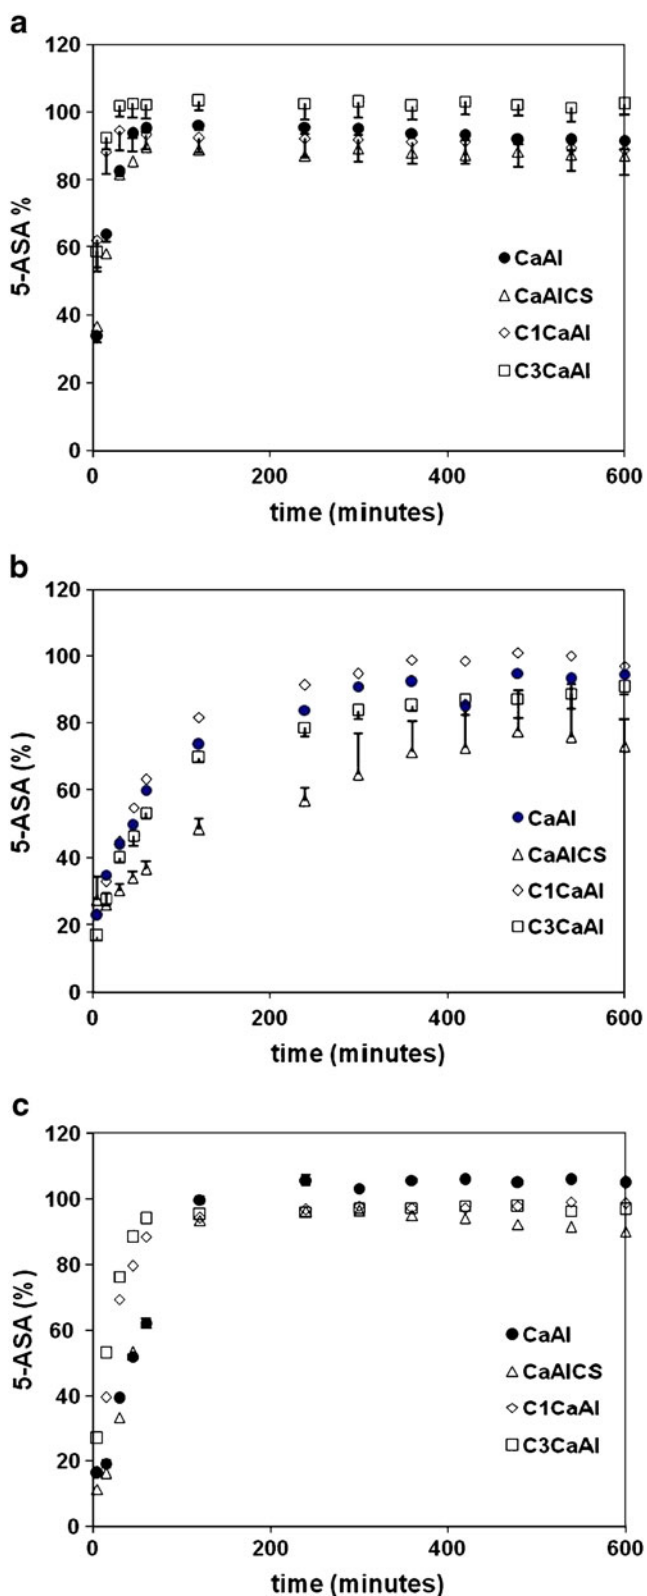 a
120
100
80
60
40
20
0
5-ASA %
CaAl
CaAlCS
C1CaAl
C3CaAl
0 200 400 600
time (minutes)
b
120
100
80
60
40
20
0
5-ASA (%)
CaAl
CaAlCS
C1CaAl
C3CaAl
0 200 400 600
time (minutes)
c
120
100
80
60
40
20
0
5-ASA (%)
CaAl
CaAlCS
C1CaAl
C3CaAl
0 200 400 600
time (minutes)